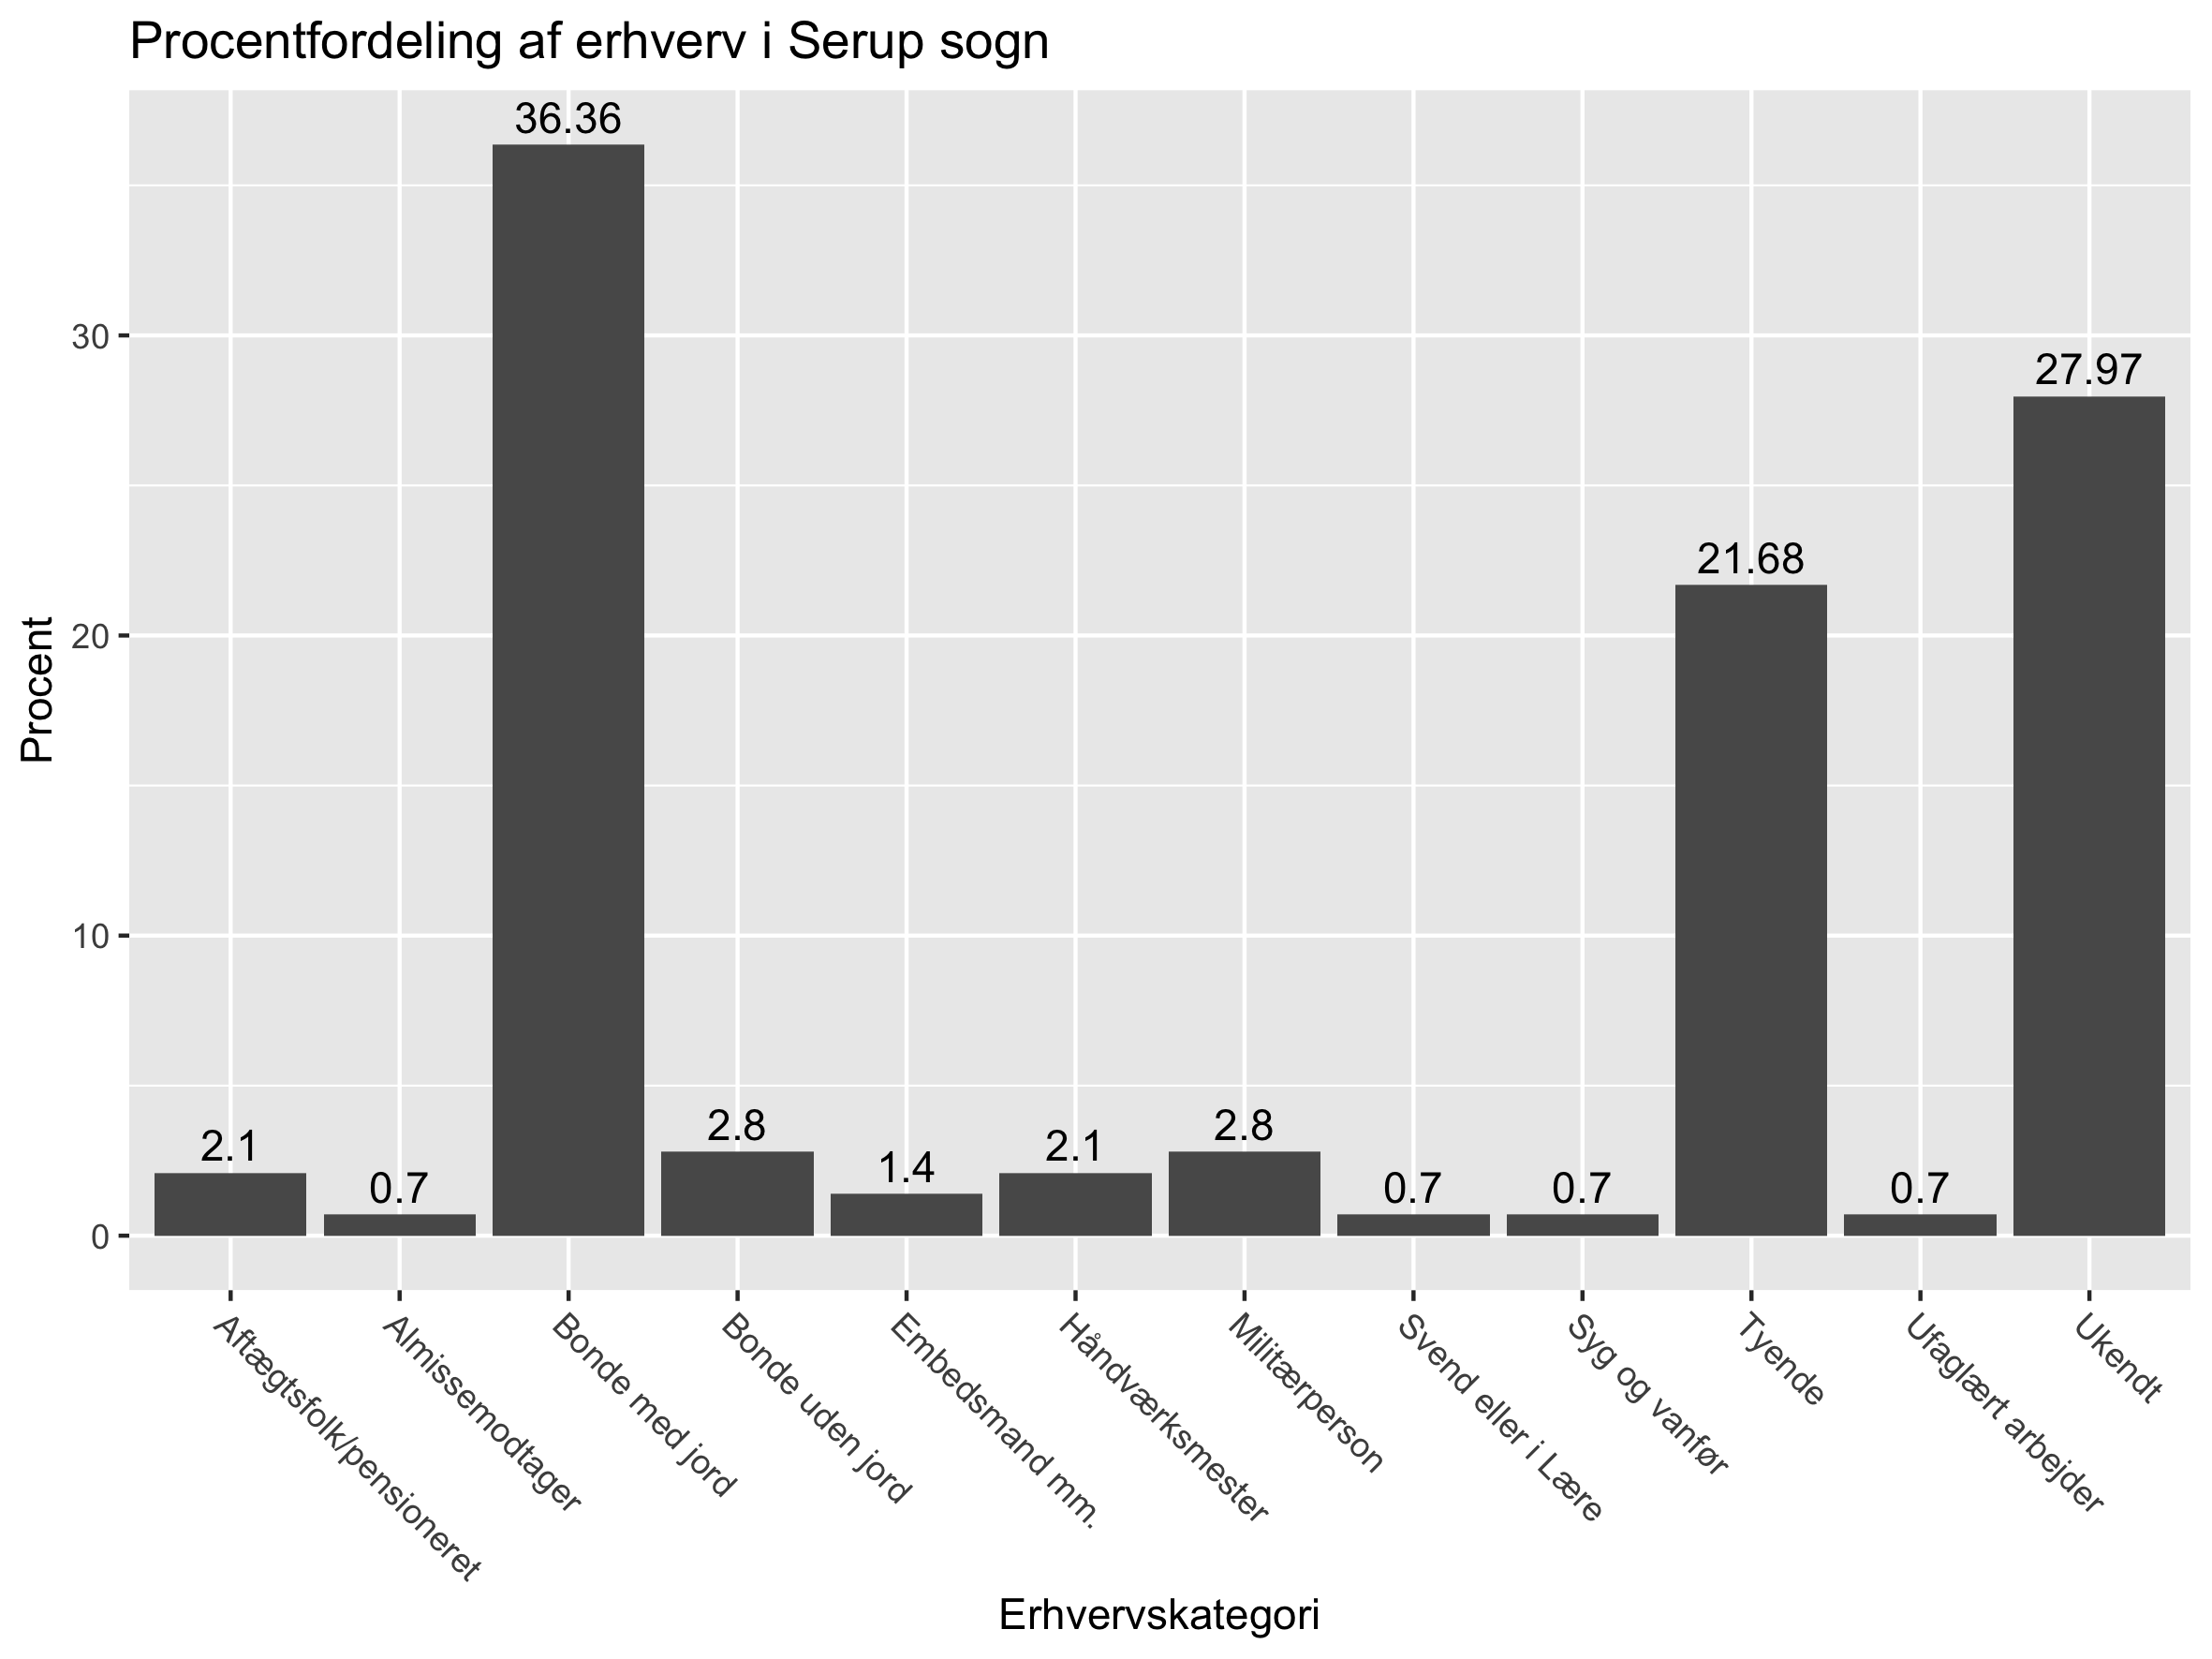 Procentfordeling af erhverv i Serup sogn
36.36
27.97
21.68
2.1
0.7
2.8
1.4
2.1
2.8
0.7
0.7
0.7
30
20
10
0
Procent
Aftægtsfolk/pensioneret
Almissemodtager
Bonde med jord
Bonde uden jord
Embedsmand mm.
Håndværksmester
Militærperson
Svend eller i Lære
Syg og vanfør
Tyende
Ufaglært arbejder
Ukendt
Erhvervskategori